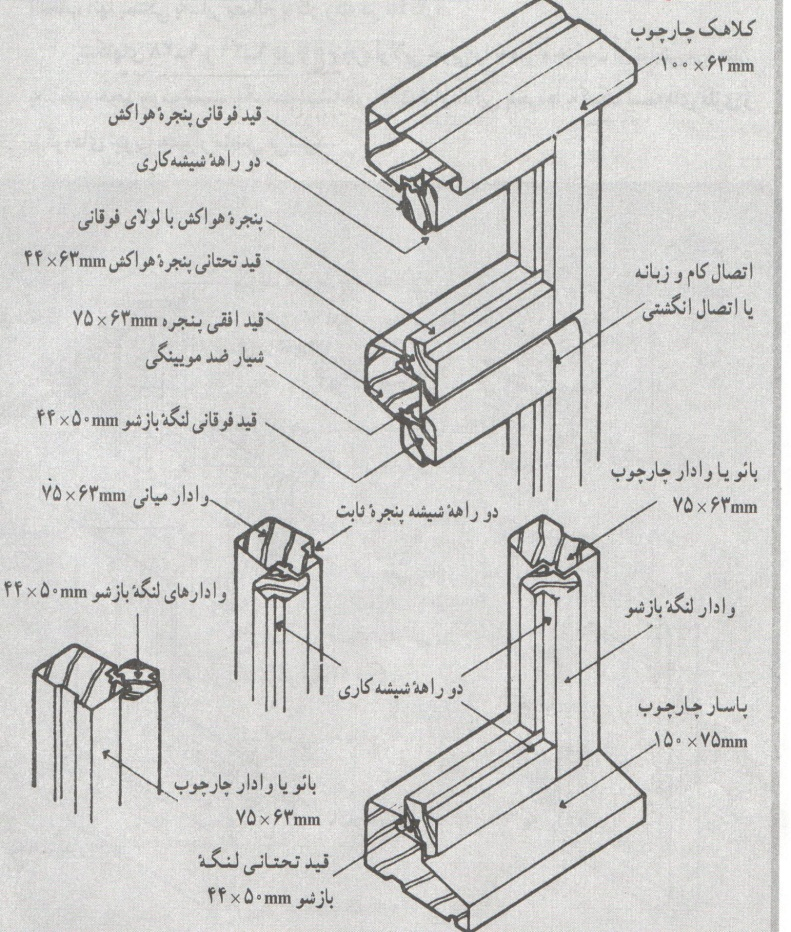 کلاهک چارچوب
۱۰۰×۶۳mm
قید فوقانی پنجرهٔ هواکش
دو راههٔ شیشه‌کاری
پنجرهٔ هواکش با لولای فوقانی
قید تحتانی پنجرهٔ هواکش ۴۴×۶۳mm
اتصال کام و زبانه
یا اتصال انگشتی
قید افقی پنجره ۷۵×۶۳mm
شیار ضد مویینگی
قید فوقانی لنگهٔ بازشو ۴۴×۵۰mm
بائو یا وادار چارچوب
۷۵×۶۳mm
وادار میانی ۷۵×۶۳mm
دو راههٔ شیشه پنجرهٔ ثابت
وادارهای لنگهٔ بازشو ۴۴×۵۰mm
وادار لنگهٔ بازشو
دو راههٔ شیشه کاری
پاسار چارچوب
۱۵۰×۷۵mm
بائو یا وادار چارچوب
۷۵×۶۳mm
قید تحتانی لنگهٔ
بازشو ۴۴×۵۰mm